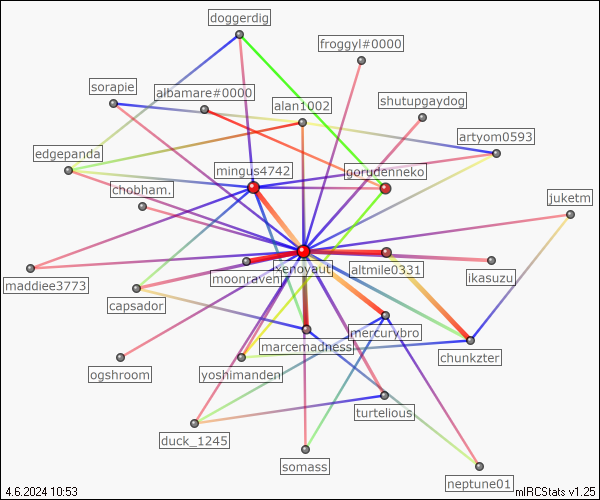 doggerdig
froggyl#0000
sorapie
albamare#0000
alan1002
shutupgaydog
artyom0593
edgepanda
mingus4742
gorudenneko
chobham.
juketm
xenoyaut
maddiee3773
moonraven
altmile0331
ikasuzu
capsador
mercurybro
marcemadness
chunkzter
ogshroom
yoshimanden
turtelious
duck_1245
somass
neptune01
4.6.2024 10:53
mIRCStats v1.25